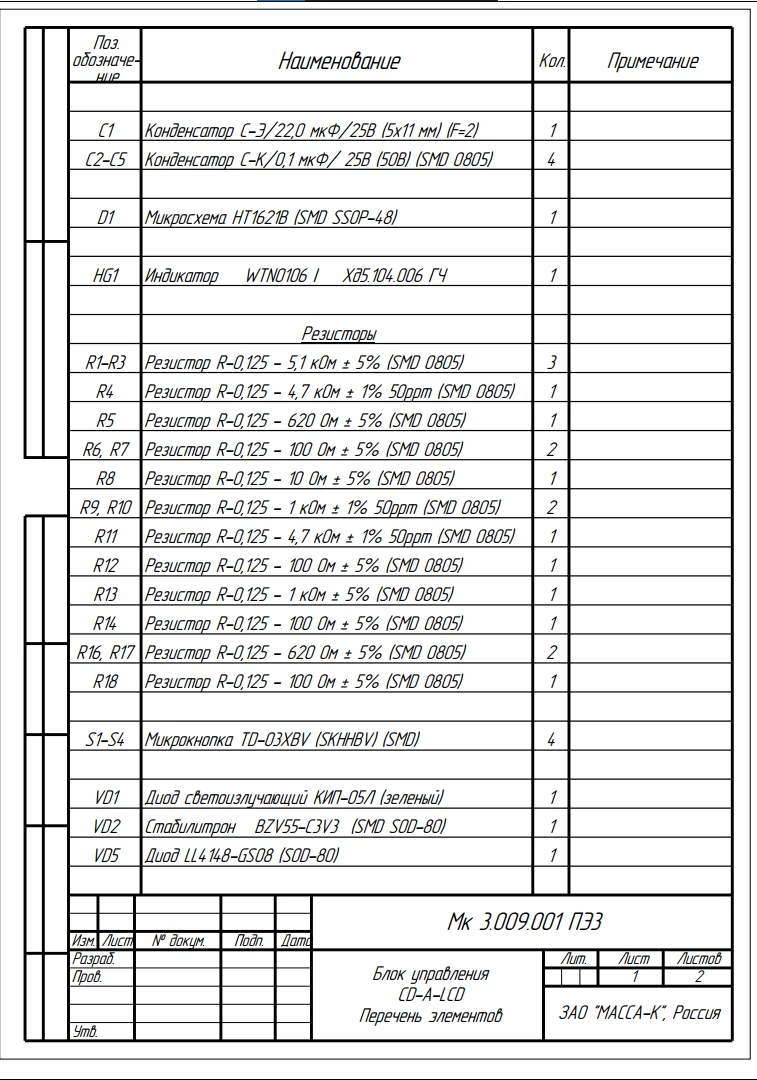 Поз. обозначе-ние Наименование Кол. Примечание
С1 Конденсатор С-Э/22,0 мкФ/25В (5х11 мм) (F=2) 1
С2-С5 Конденсатор С-К/0,1 мкФ/ 25В (50В) (SMD 0805) 4
D1 Микросхема HT1621B (SMD SSOP-48) 1
HG1 Индикатор WTN0106 I Хд5.104.006 ГЧ 1
Резисторы
R1-R3 Резистор R-0,125 - 5,1 кОм ± 5% (SMD 0805) 3
R4 Резистор R-0,125 - 4,7 кОм ± 1% 50ppm (SMD 0805) 1
R5 Резистор R-0,125 - 620 Ом ± 5% (SMD 0805) 1
R6, R7 Резистор R-0,125 - 100 Ом ± 5% (SMD 0805) 2
R8 Резистор R-0,125 - 10 Ом ± 5% (SMD 0805) 1
R9, R10 Резистор R-0,125 - 1 кОм ± 1% 50ppm (SMD 0805) 2
R11 Резистор R-0,125 - 4,7 кОм ± 1% 50ppm (SMD 0805) 1
R12 Резистор R-0,125 - 100 Ом ± 5% (SMD 0805) 1
R13 Резистор R-0,125 - 1 кОм ± 5% (SMD 0805) 1
R14 Резистор R-0,125 - 100 Ом ± 5% (SMD 0805) 1
R16, R17 Резистор R-0,125 - 620 Ом ± 5% (SMD 0805) 2
R18 Резистор R-0,125 - 100 Ом ± 5% (SMD 0805) 1
S1-S4 Микрокнопка TD-03XBV (SKHHBV) (SMD) 4
VD1 Диод светоизлучающий КИП-05Л (зеленый) 1
VD2 Стабилитрон BZV55-C3V3 (SMD SOD-80) 1
VD5 Диод LL4148-GS08 (SOD-80) 1
Мк 3.009.001 ПЭ3
Изм. Лист № докум. Подп. Дата
Разраб.
Пров.
Утв.
Блок управления
CD-A-LCD
Перечень элементов
Лит. Лист Листов
1 2
ЗАО "МАССА-К", Россия